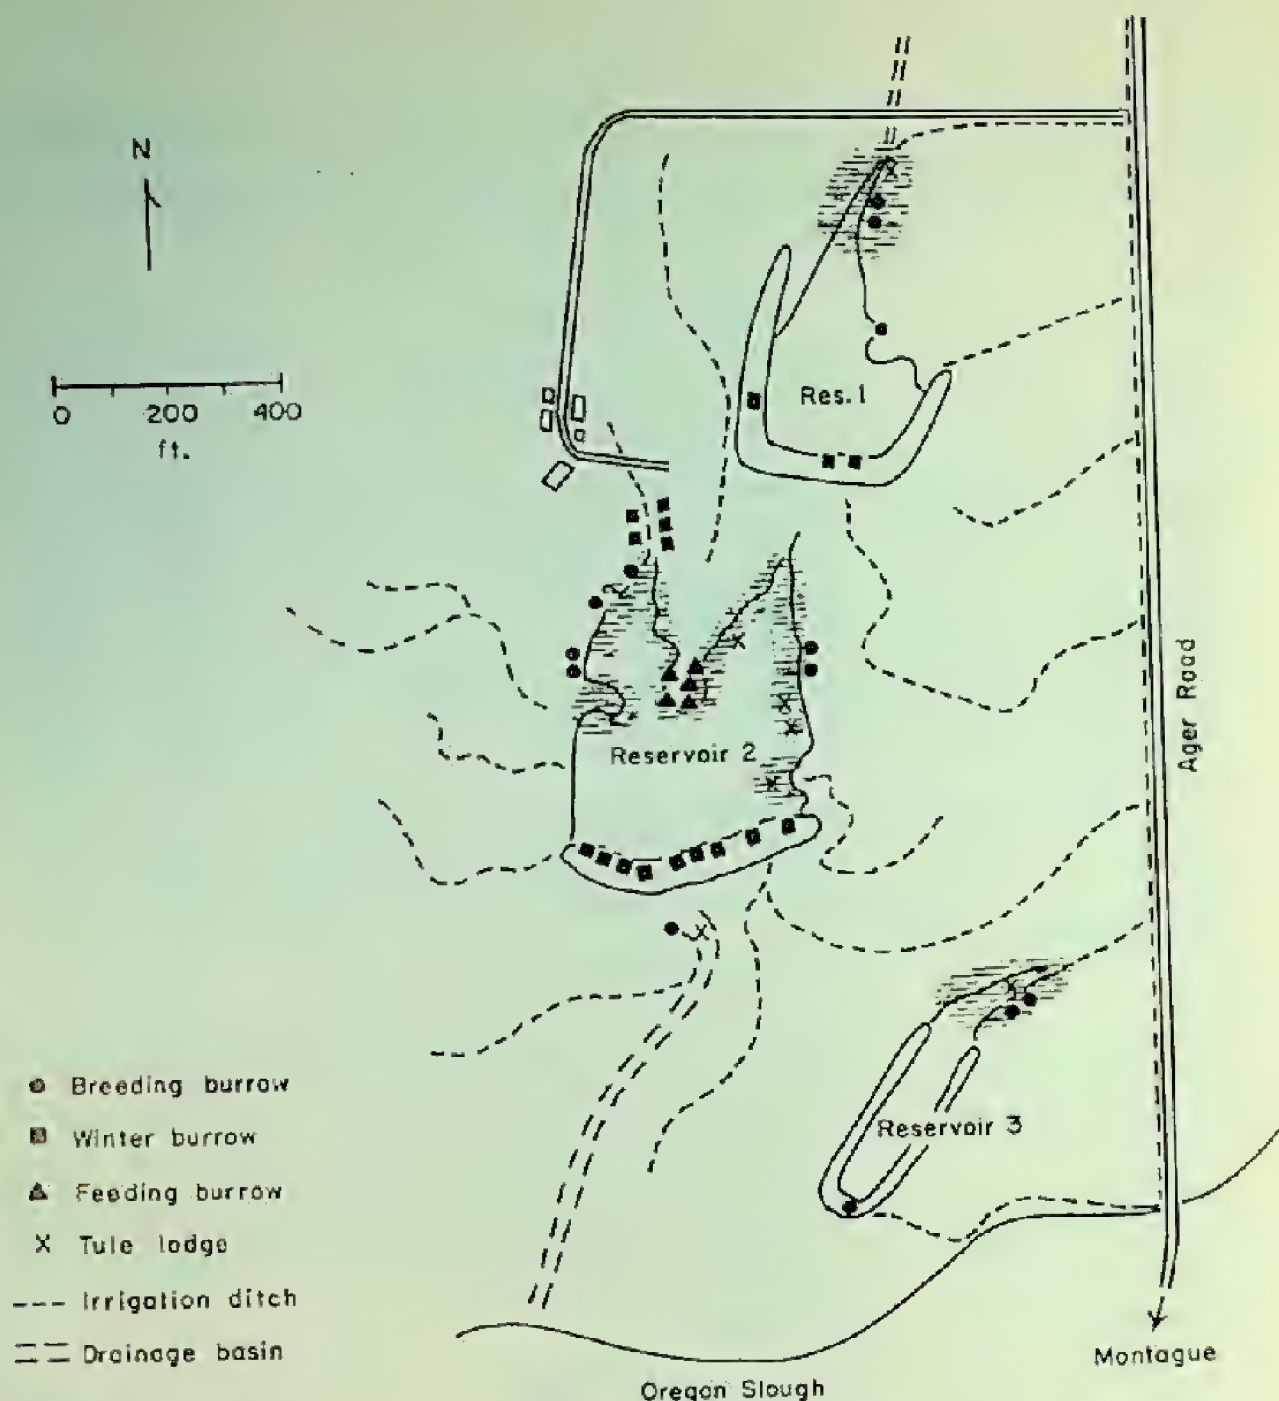 N
0 200 400
ft.
Res. 1
Reservoir 2
Ager Road
Reservoir 3
Breeding burrow
Winter burrow
Feeding burrow
Tule lodge
Irrigation ditch
Drainage basin
Montague
Oregon Slough